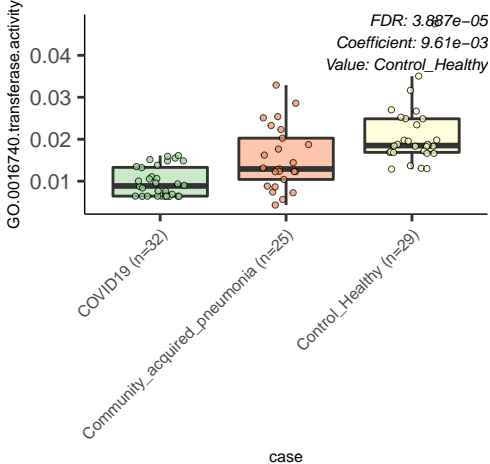 FDR: 3.887e−05
Coefficient: 9.61e−03
Value: Control_Healthy
GO.0016740.transferase.activity
0.04
0.03
0.02
0.01
COVID19 (n=32)
Community_acquired_pneumonia (n=25)
Control_Healthy (n=29)
case